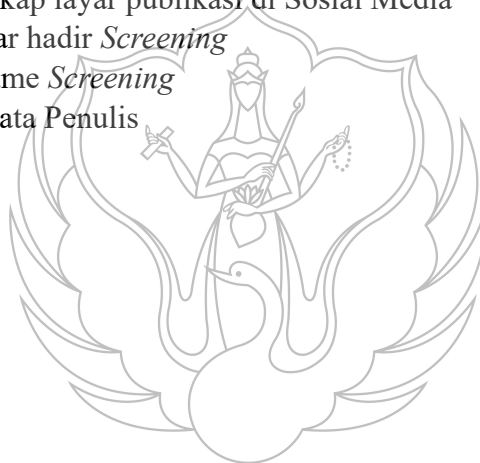 kap layar publikasi di Sosial Media
ar hadir Screening
me Screening
ata Penulis